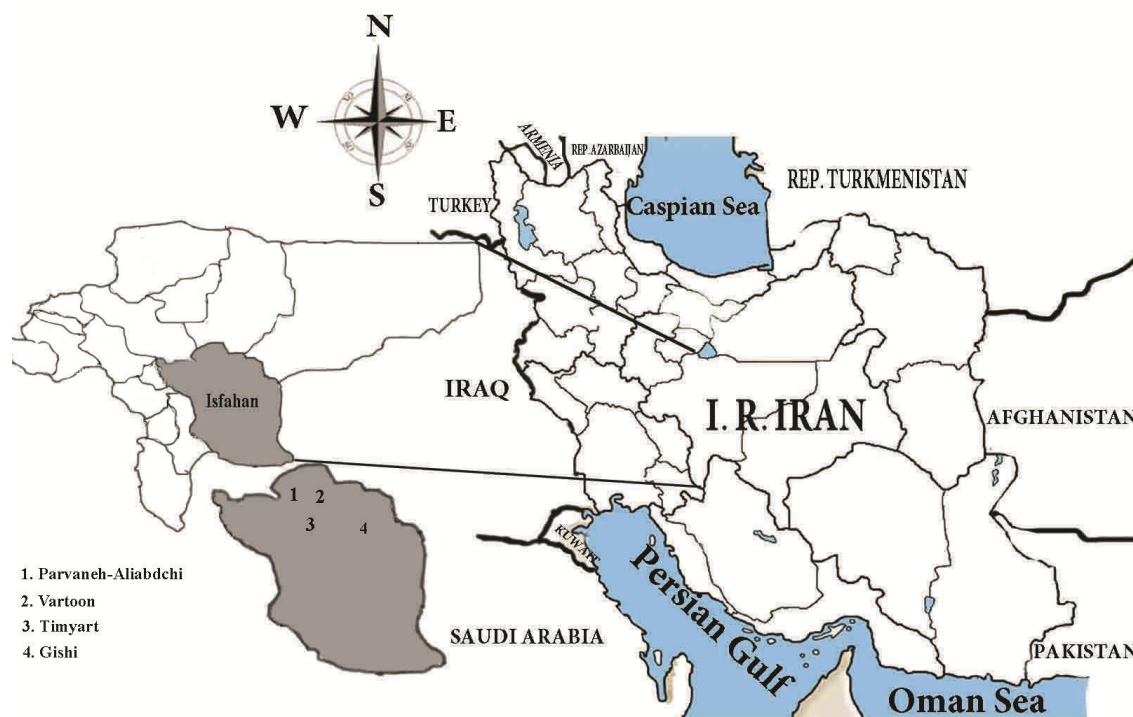 N
W
E
S
ARMENIA
REP. AZARBAIJAN
REP. TURKMENISTAN
TURKEY
Caspian Sea
IRAQ
I. R. IRAN
AFGHANISTAN
Isfahan
1
2
3
4
KUWAIT
Persian Gulf
1. Parvaneh-Aliabdchi
2. Vartoon
3. Timyart
4. Gishi
SAUDI ARABIA
PAKISTAN
Oman Sea